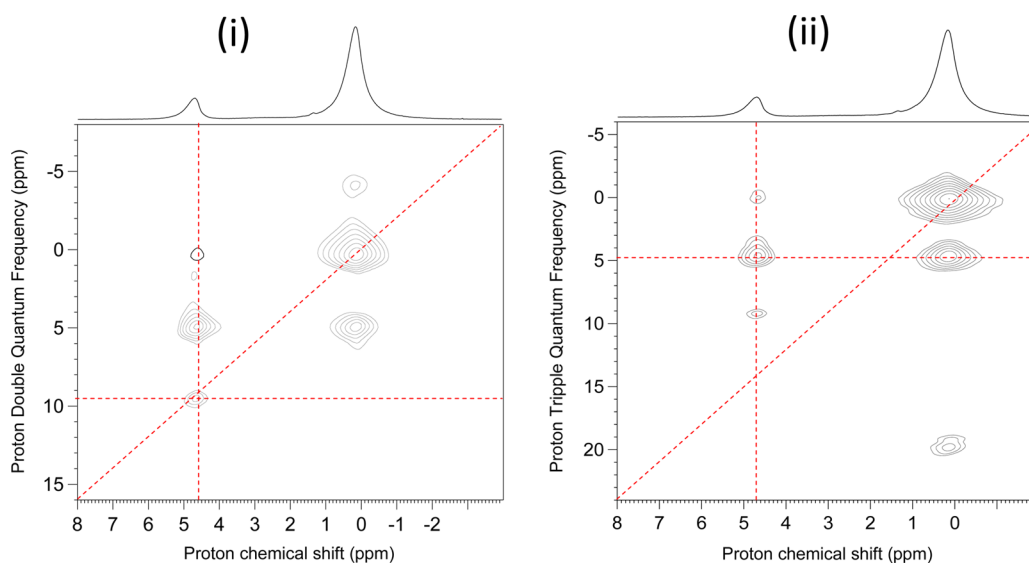 (i)
(ii)
Proton Double Quantum Frequency (ppm)
-5
0
5
10
15
8 7 6 5 4 3 2 1 0 -1 -2
Proton chemical shift (ppm)
Proton Tripple Quantum Frequency (ppm)
-5
0
5
10
15
20
8 7 6 5 4 3 2 1 0
Proton chemical shift (ppm)